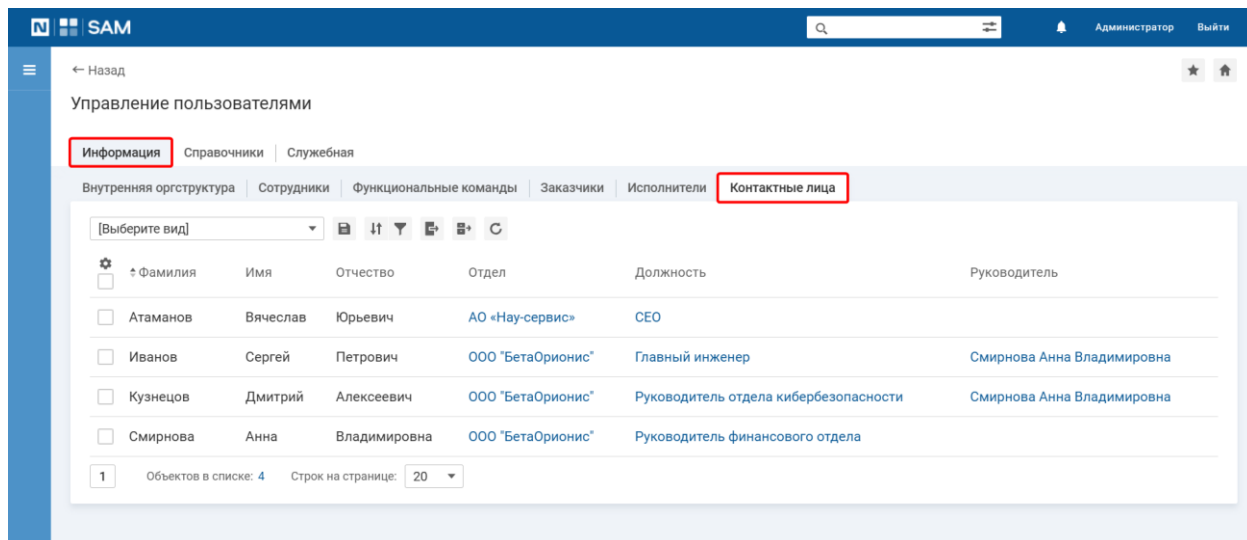 N SAM Администратор Выйти
← Назад
Управление пользователями
Информация Справочники Служебная
Внутренняя оргструктура Сотрудники Функциональные команды Заказчики Исполнители Контактные лица
[Выберите вид]
Фамилия Имя Отчество Отдел Должность Руководитель
Атаманов Вячеслав Юрьевич АО «Нау-сервис» CEO
Иванов Сергей Петрович ООО "БетаОрионис" Главный инженер Смирнова Анна Владимировна
Кузнецов Дмитрий Алексеевич ООО "БетаОрионис" Руководитель отдела кибербезопасности Смирнова Анна Владимировна
Смирнова Анна Владимировна ООО "БетаОрионис" Руководитель финансового отдела
1 Объектов в списке: 4 Строк на странице: 20